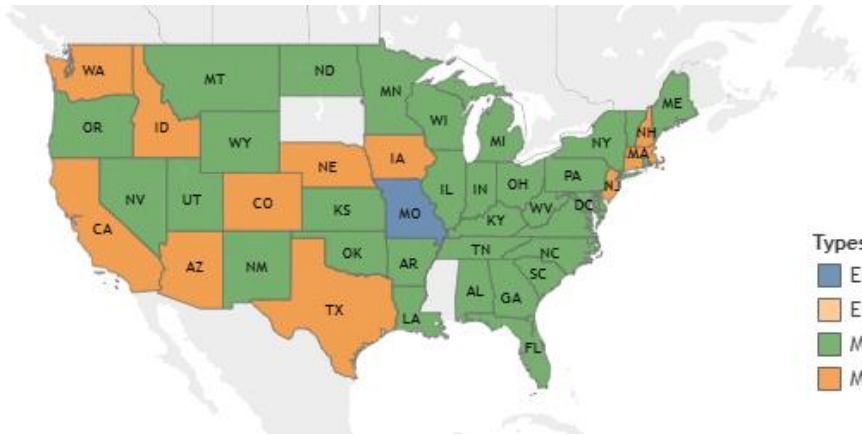 WA
MT
ND
MN
ME
OR
ID
WI
NH
WY
MI
NY
MA
NE
IA
PA
NJ
NV
UT
IL
IN
OH
CO
DC
CA
KS
MO
WV
KY
AZ
NM
OK
AR
TN
NC
SC
TX
AL
GA
LA
FL
Types
E
E
M
M